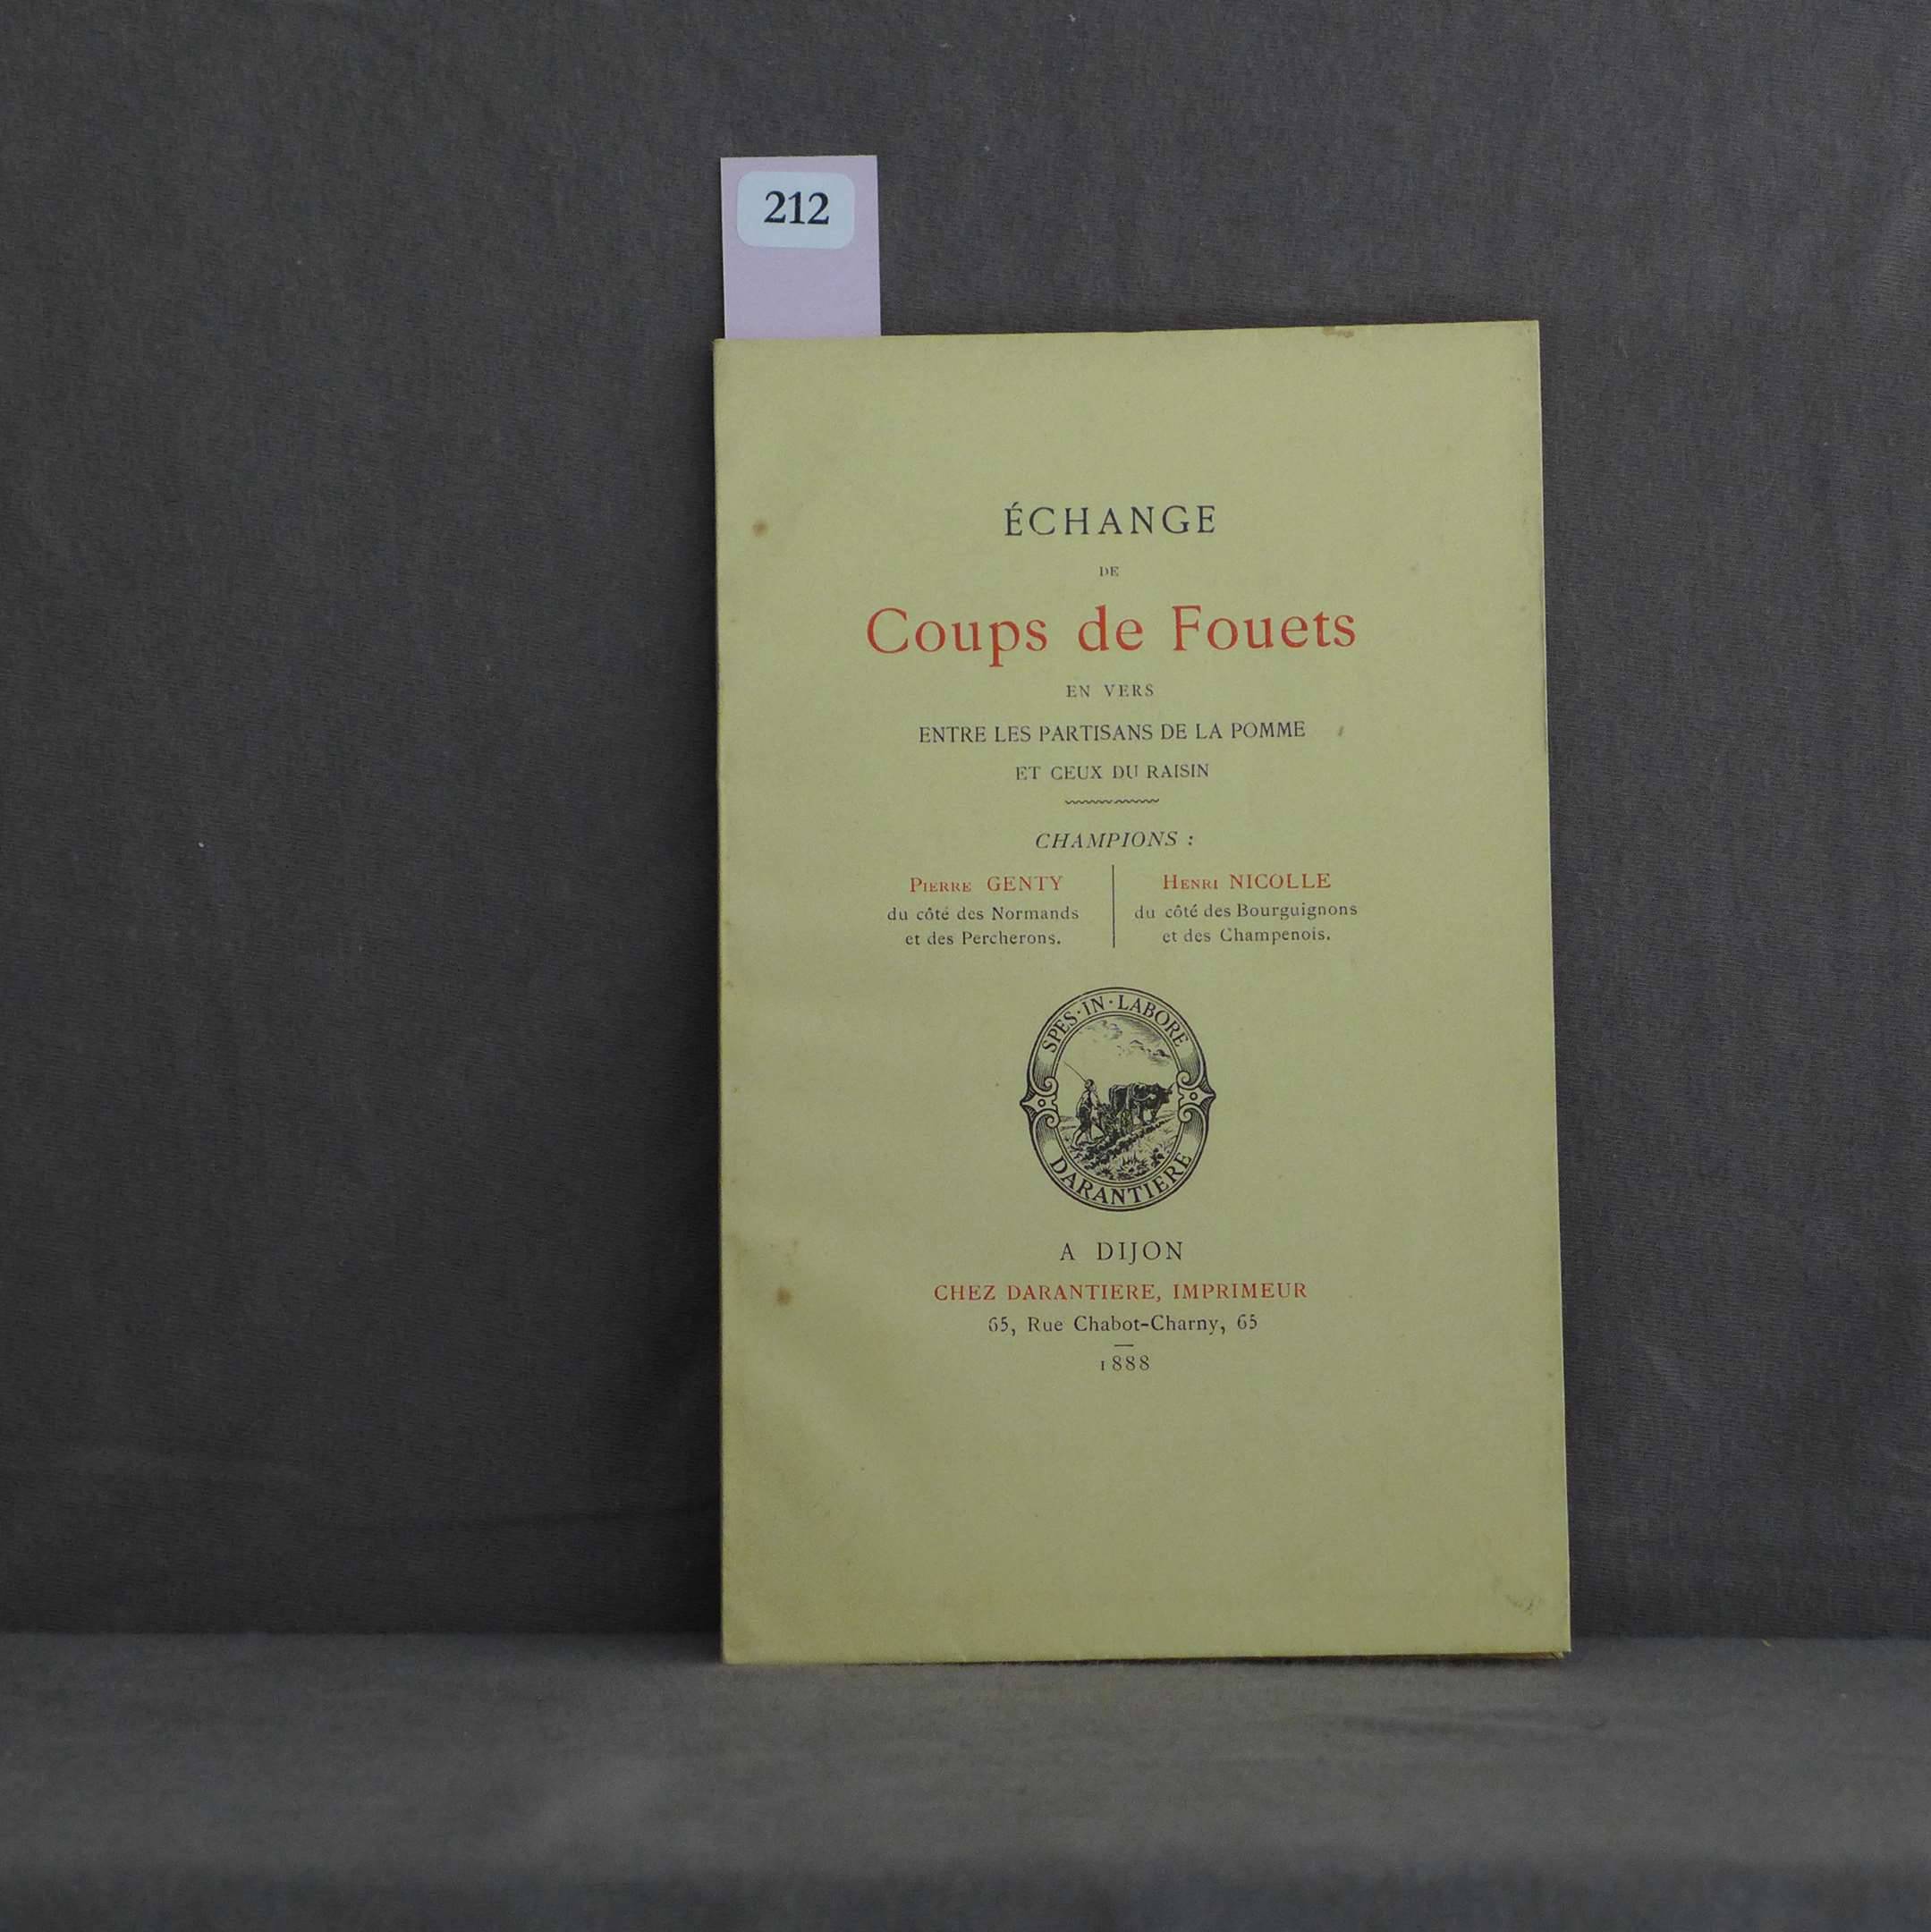 212
ÉCHANGE
DE
Coups de Fouets
EN VERS
ENTRE LES PARTISANS DE LA POMME
ET CEUX DU RAISIN
CHAMPIONS :
PIERRE GENTY
du côté des Normands
et des Percherons.
HENRI NICOLLE
du côté des Bourguignons
et des Champenois.
SPES·IN·LABORE
DARANTIERE
A DIJON
CHEZ DARANTIERE, IMPRIMEUR
65, Rue Chabot-Charny, 65
1888